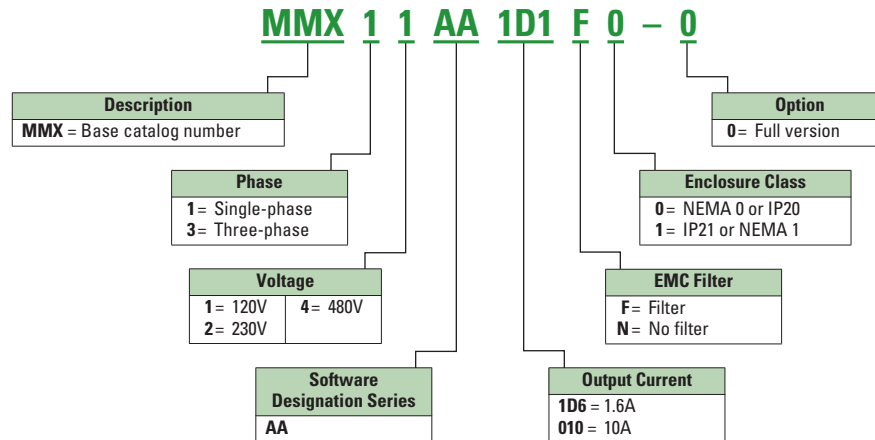 MMX 1 1 AA 1D1 F 0 – 0
Description
MMX = Base catalog number
Option
0 = Full version
Phase
1 = Single-phase
3 = Three-phase
Enclosure Class
0 = NEMA 0 or IP20
1 = IP21 or NEMA 1
Voltage
1 = 120V
2 = 230V
4 = 480V
EMC Filter
F = Filter
N = No filter
Software
Designation Series
AA
Output Current
1D6 = 1.6A
010 = 10A